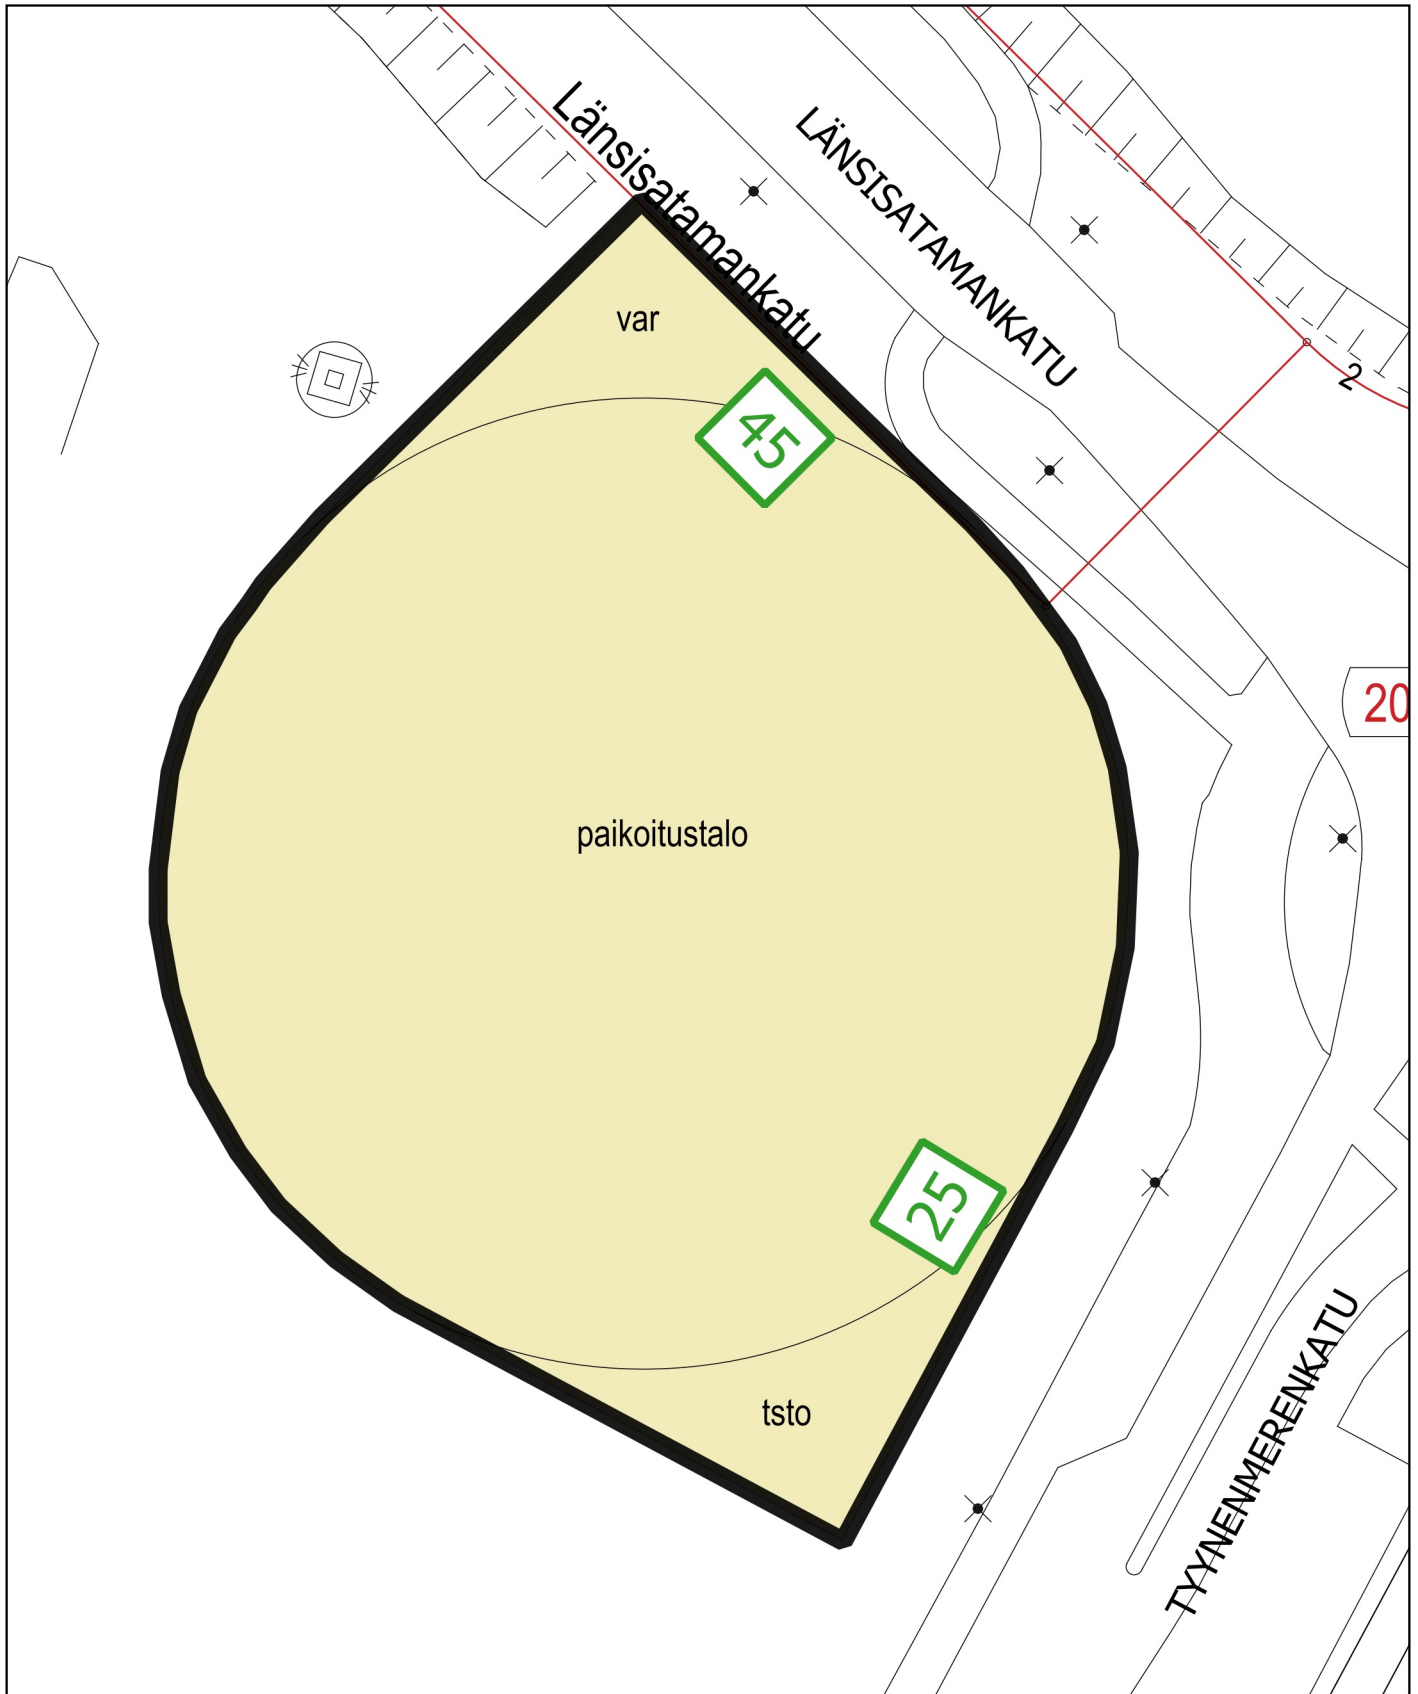 Länsisatamankatu
LÄNSISATAMANKATU
var
2
45
20
paikoitustalo
25
tsto
TYYNENMERENKATU